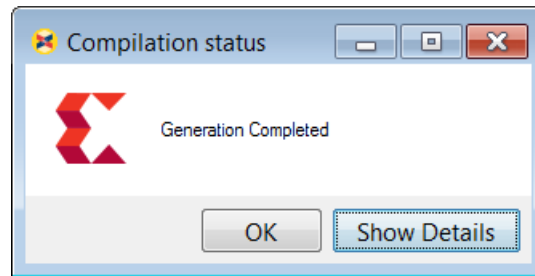 Compilation status
Generation Completed
OK
Show Details